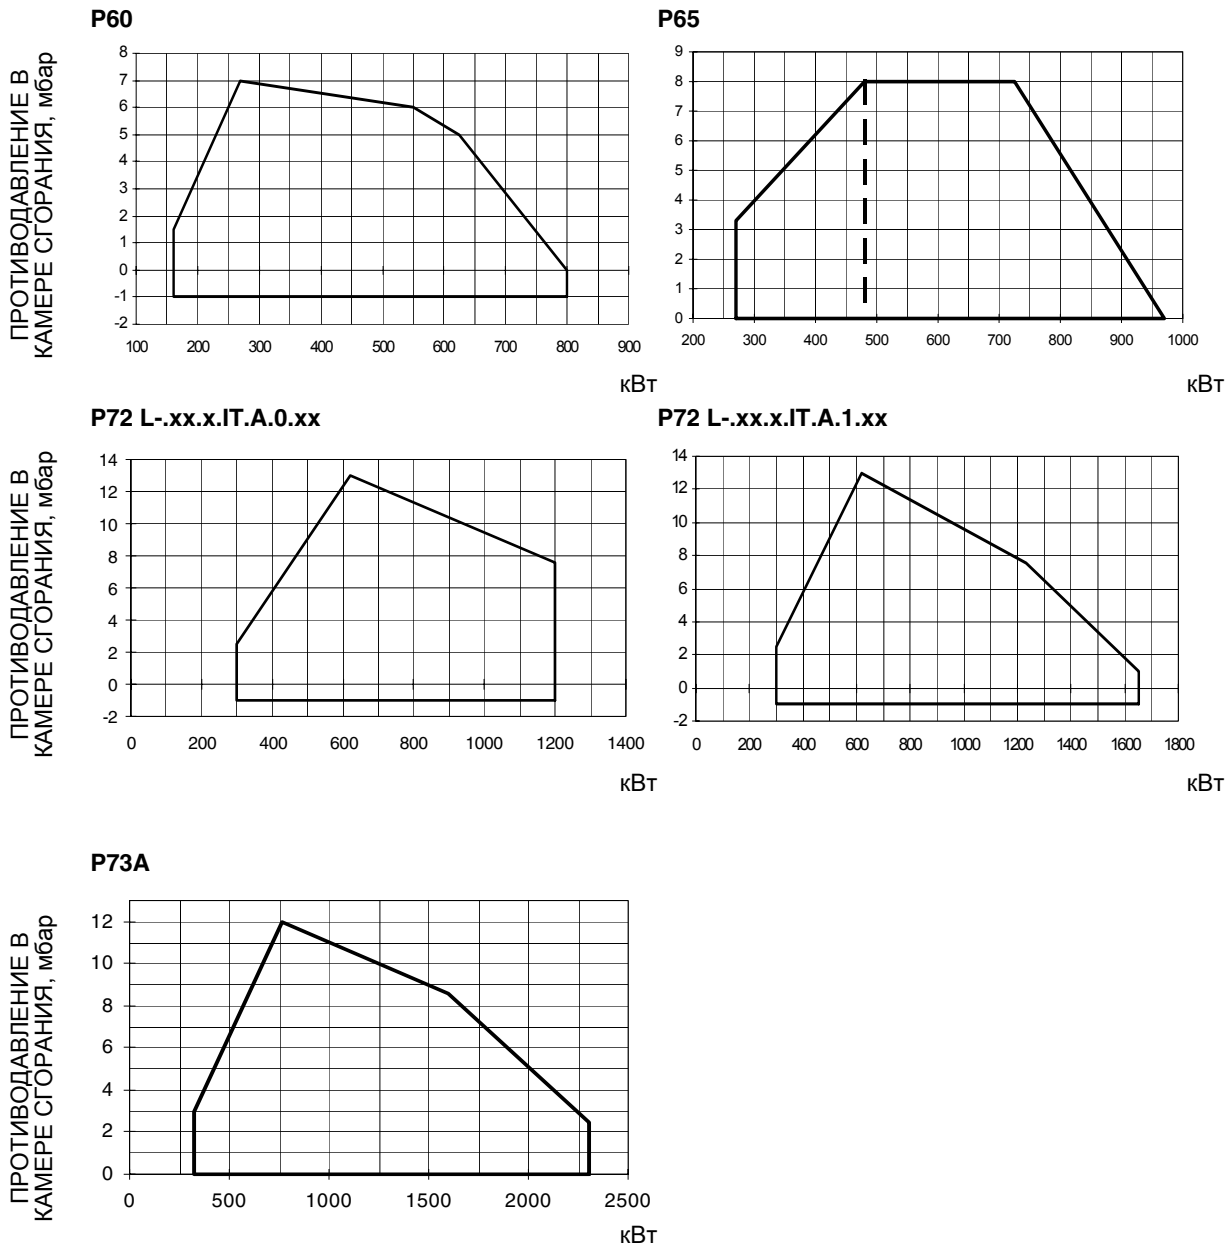 P60
ПРОТИВОДАВЛЕНИЕ В
КАМЕРЕ СГОРАНИЯ, мбар
8
7
6
5
4
3
2
1
0
-1
-2
100 200 300 400 500 600 700 800 900
кВт
P65
9
8
7
6
5
4
3
2
1
0
200 300 400 500 600 700 800 900 1000
кВт
P72 L-.xx.x.IT.A.0.xx
ПРОТИВОДАВЛЕНИЕ В
КАМЕРЕ СГОРАНИЯ, мбар
14
12
10
8
6
4
2
0
-2
0 200 400 600 800 1000 1200 1400
кВт
P72 L-.xx.x.IT.A.1.xx
14
12
10
8
6
4
2
0
-2
0 200 400 600 800 1000 1200 1400 1600 1800
кВт
P73A
ПРОТИВОДАВЛЕНИЕ В
КАМЕРЕ СГОРАНИЯ, мбар
12
10
8
6
4
2
0
0 500 1000 1500 2000 2500
кВт